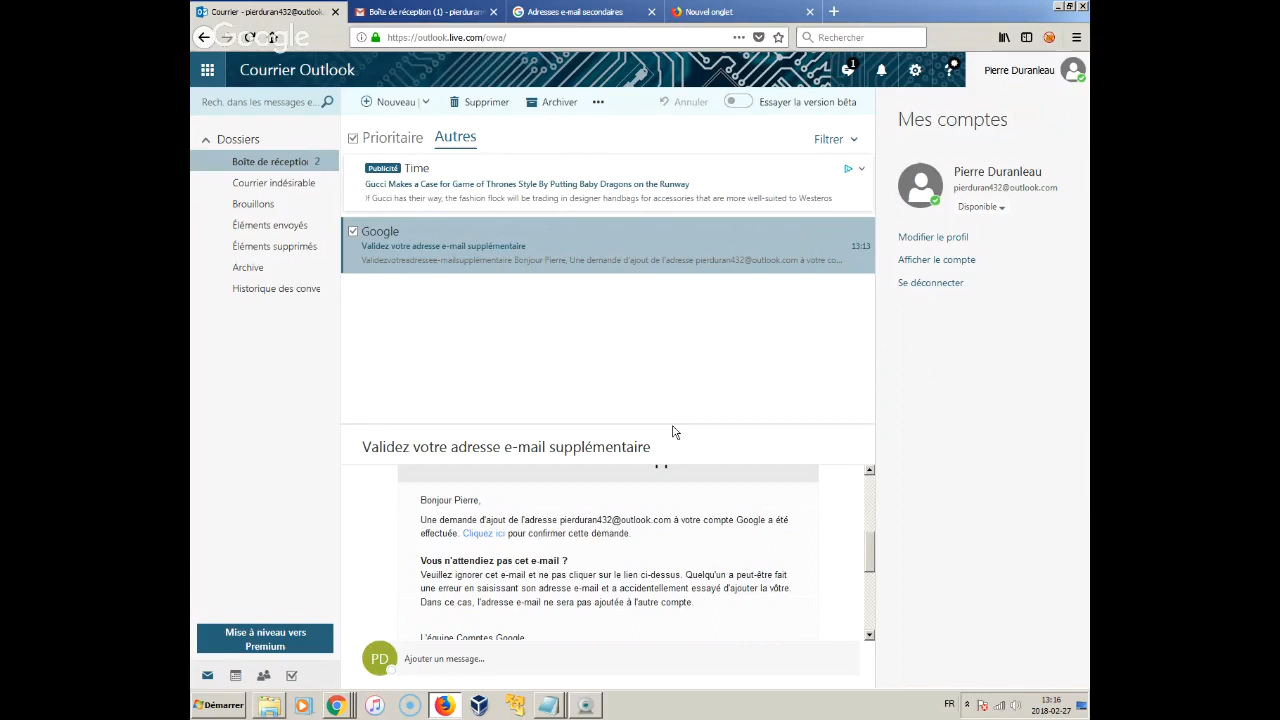 Courrier - pierduran432@outlook.
Boîte de réception (1) - pierduran
Adresses e-mail secondaires
Nouvel onglet
https://outlook.live.com/owa/
Rechercher
Google
Courrier Outlook
1
Pierre Duranleau
Rech. dans les messages e...
Nouveau
Supprimer
Archiver
Annuler
Essayer la version bêta
Mes comptes
Dossiers
Prioritaire
Autres
Filtrer
Boîte de réception 2
Courrier indésirable
Brouillons
Éléments envoyés
Éléments supprimés
Archive
Historique des conve
Publicité Time
Gucci Makes a Case for Game of Thrones Style By Putting Baby Dragons on the Runway
If Gucci has their way, the fashion flock will be trading in designer handbags for accessories that are more well-suited to Westeros
Google
Validez votre adresse e-mail supplémentaire
13:13
Validezvotreadressee-mailsupplémentaire Bonjour Pierre, Une demande d'ajout de l'adresse pierduran432@outlook.com à votre co...
Pierre Duranleau
pierduran432@outlook.com
Disponible
Modifier le profil
Afficher le compte
Se déconnecter
Validez votre adresse e-mail supplémentaire
Bonjour Pierre,
Une demande d'ajout de l'adresse pierduran432@outlook.com à votre compte Google a été
effectuée. Cliquez ici pour confirmer cette demande.
Vous n'attendiez pas cet e-mail ?
Veuillez ignorer cet e-mail et ne pas cliquer sur le lien ci-dessus. Quelqu'un a peut-être fait
une erreur en saisissant son adresse e-mail et a accidentellement essayé d'ajouter la vôtre.
Dans ce cas, l'adresse e-mail ne sera pas ajoutée à l'autre compte.
L'équipe Comptes Google
PD
Ajouter un message...
Mise à niveau vers
Premium
Démarrer
FR
13:16
2018-02-27